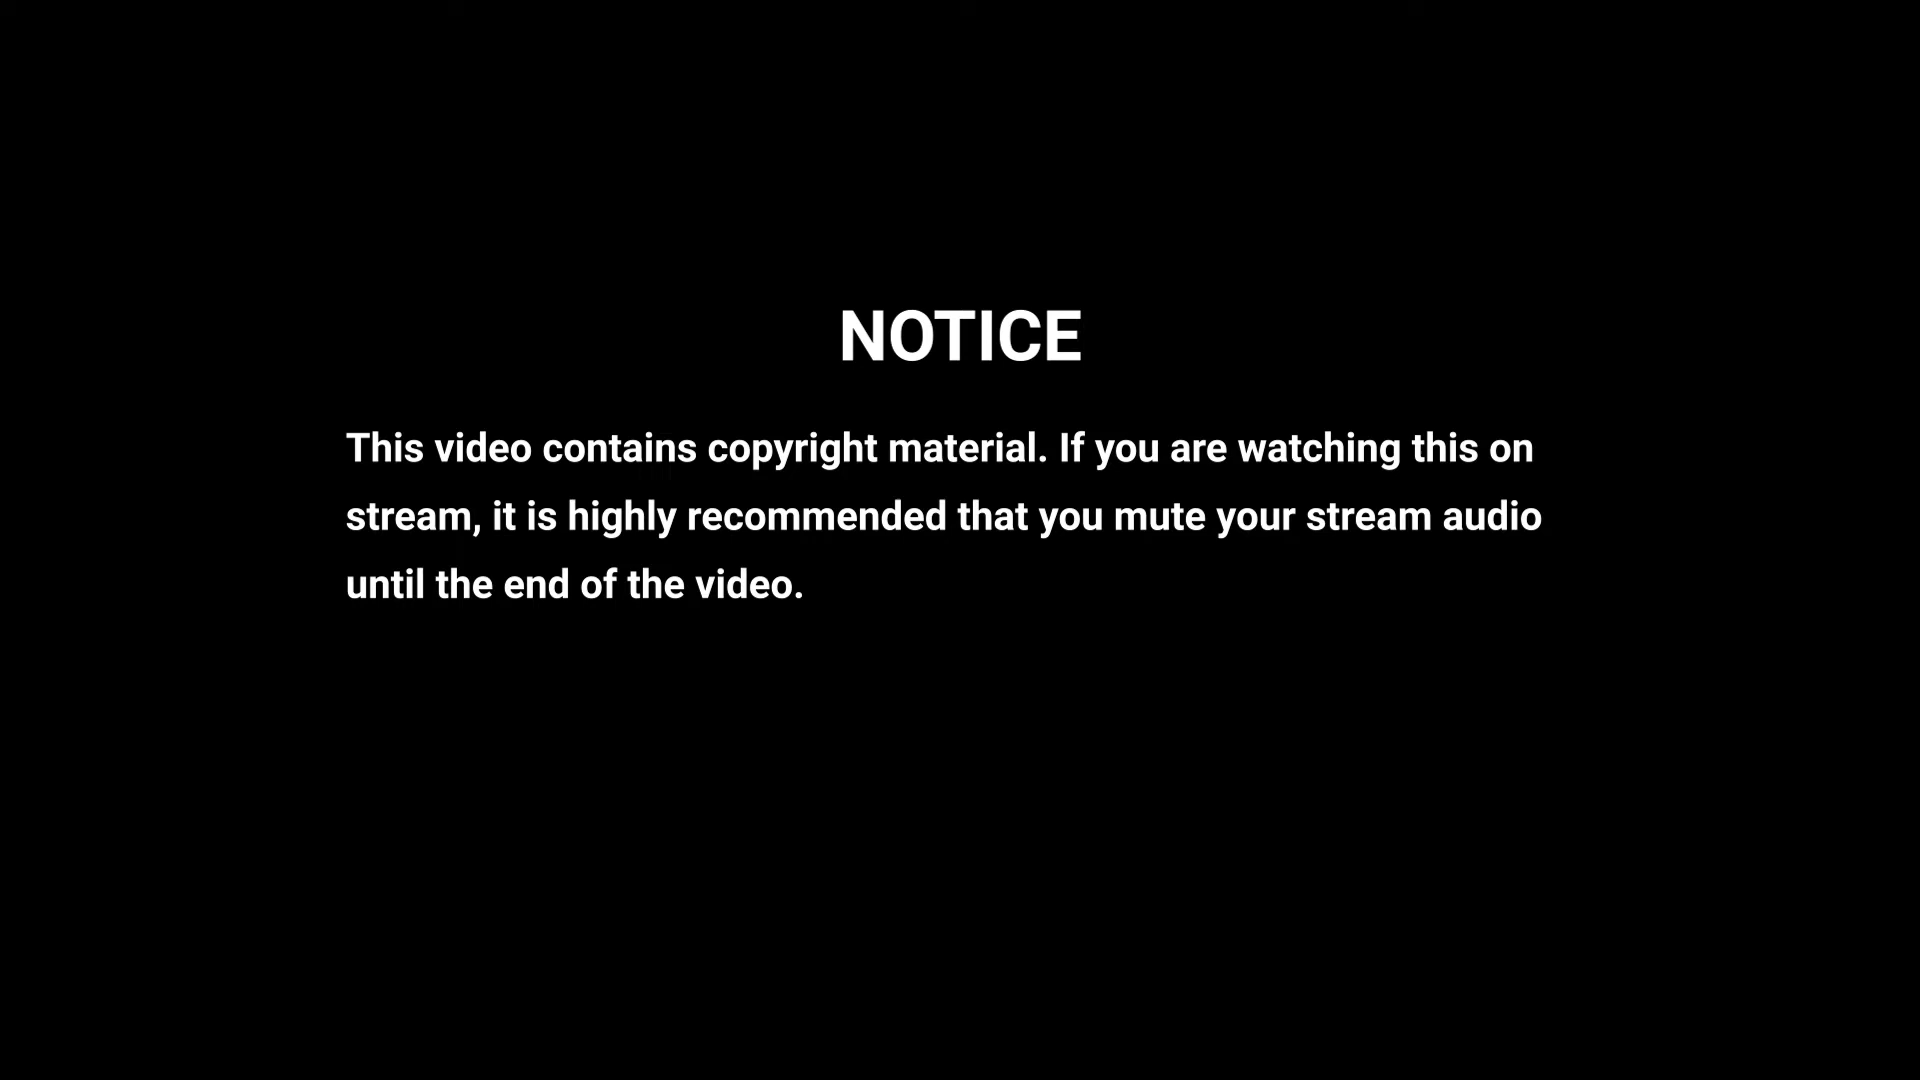 NOTICE
This video contains copyright material. If you are watching this on
stream, it is highly recommended that you mute your stream audio
until the end of the video.